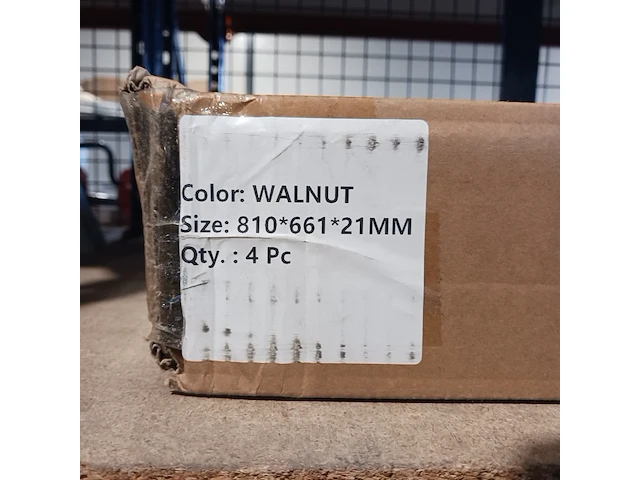 Color: WALNUT
Size: 810*661*21MM
Qty. : 4 Pc